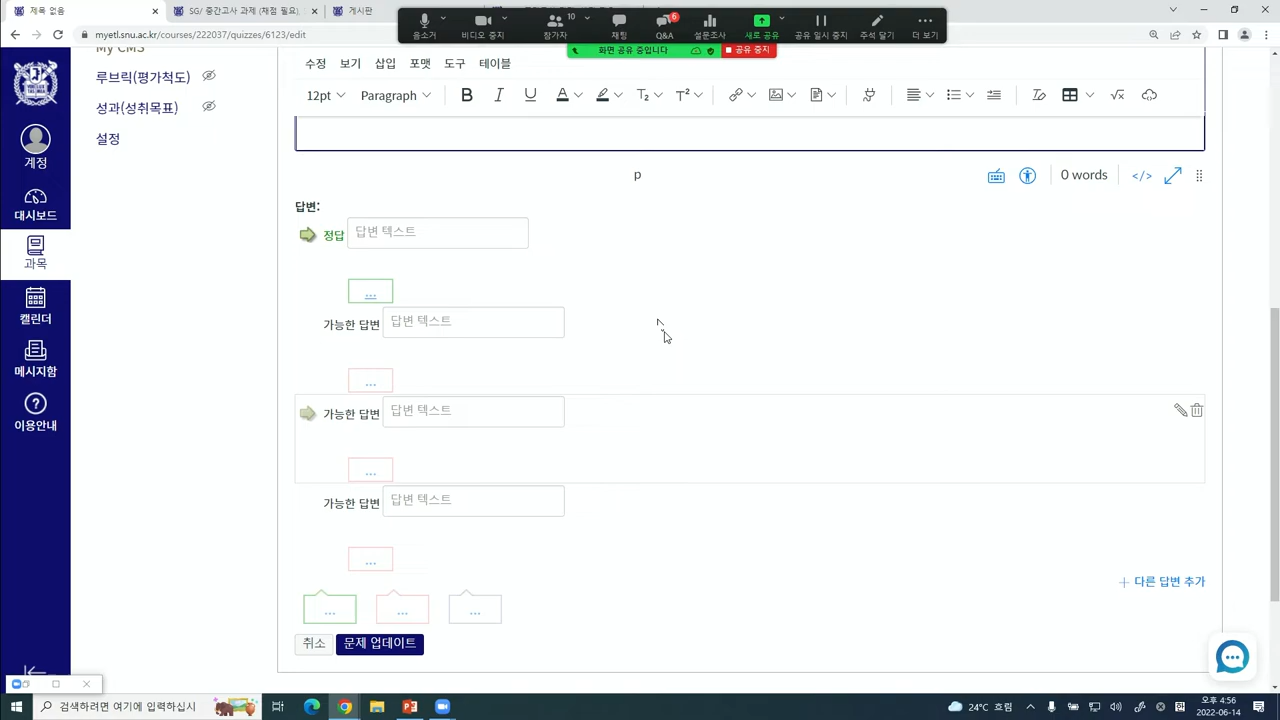 제목 없음
SG/ 중간고사 과제(채점 필요).
게시판
음소거
비디오 중지
10
참가자
채팅
6
Q&A
설문조사
새로 공유
공유 일시 중지
주석 달기
더 보기
화면 공유 중입니다
공유 중지
myetl.snu.ac.kr/courses/222037/quizzes/6123/edit
My CMS
루브릭(평가척도)
성과(성취목표)
설정
계정
대시보드
과목
캘린더
메시지함
이용안내
수정 보기 삽입 포맷 도구 테이블
12pt Paragraph B I U A T₂ T² √x
p
0 words
</>
답변:
정답 답변 텍스트
...
가능한 답변 답변 텍스트
...
가능한 답변 답변 텍스트
...
가능한 답변 답변 텍스트
...
+ 다른 답변 추가
... ... ...
취소 문제 업데이트
검색하려면 여기에 입력하십시
24°C 흐림
한
오후 4:56
2022-06-14